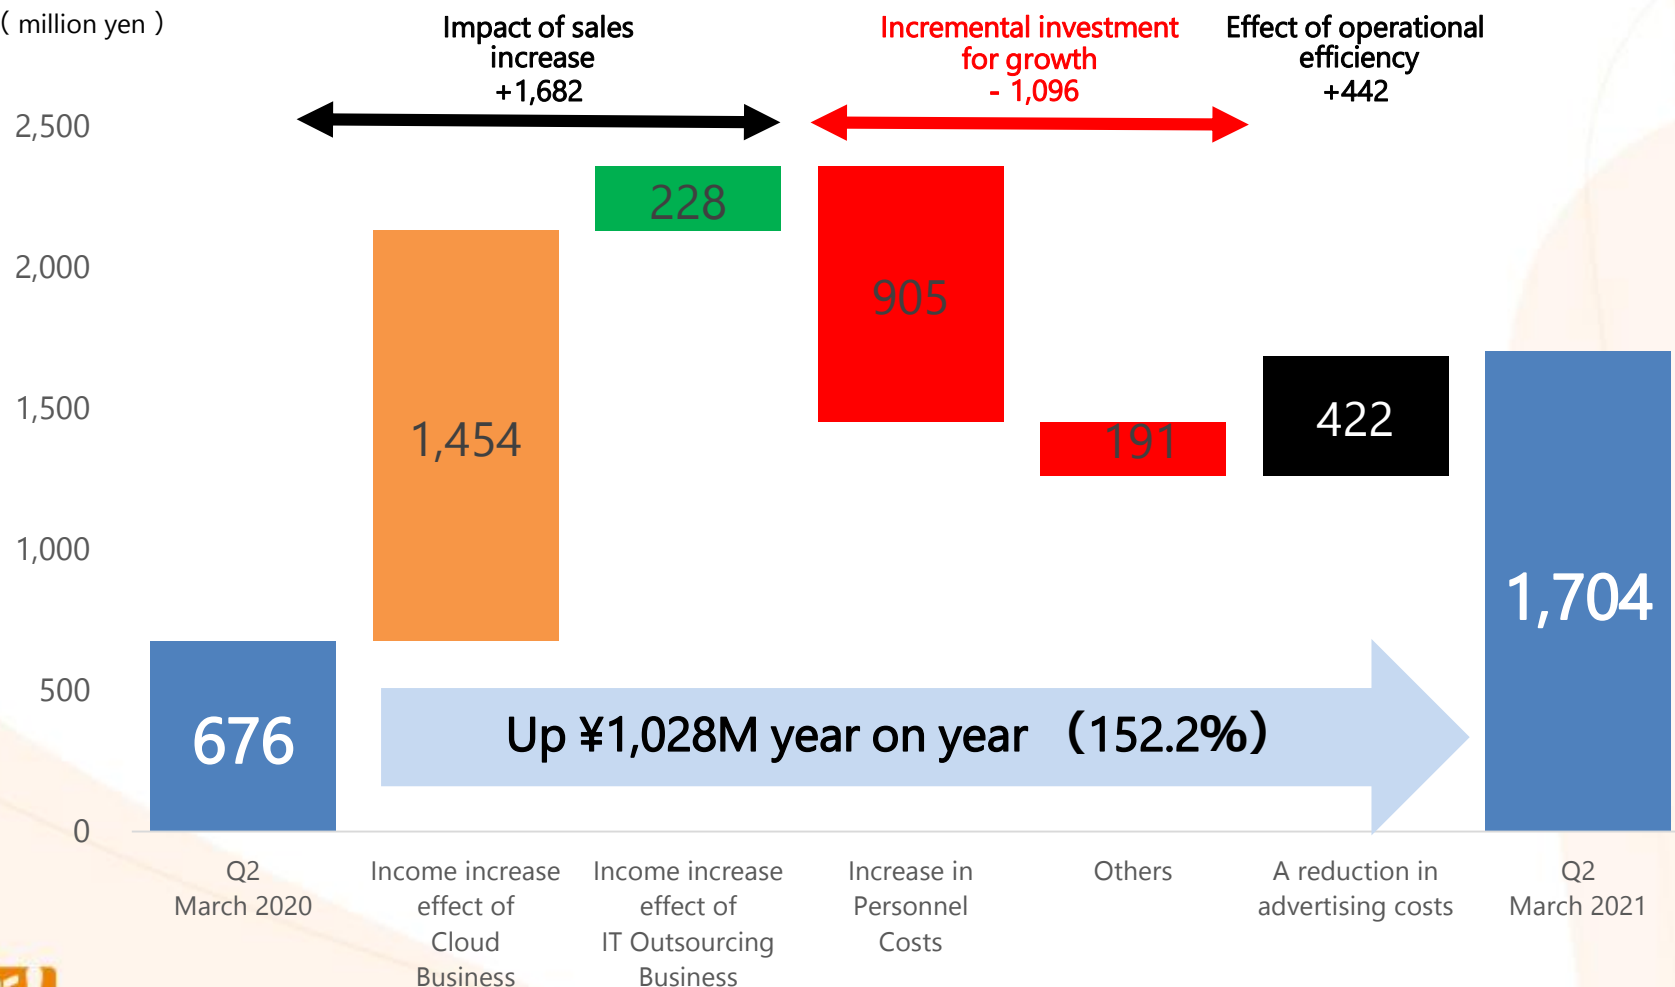 ( million yen )
Impact of sales
increase
+1,682
Incremental investment
for growth
- 1,096
Effect of operational
efficiency
+442
2,500
2,000
1,500
1,000
500
0
676
1,454
228
905
191
422
1,704
Up ¥1,028M year on year （152.2%）
Q2
March 2020
Income increase
effect of
Cloud
Business
Income increase
effect of
IT Outsourcing
Business
Increase in
Personnel
Costs
Others
A reduction in
advertising costs
Q2
March 2021